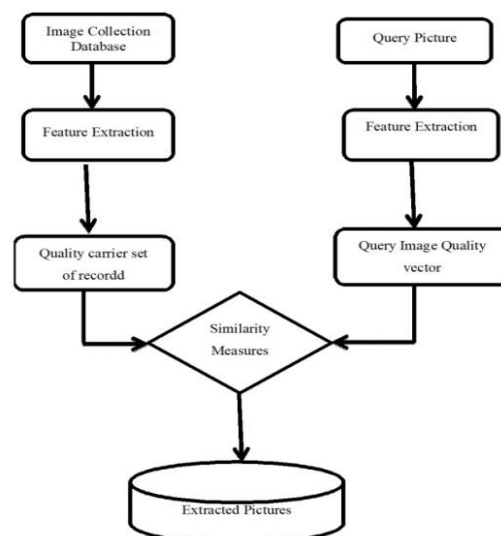 Image Collection
Database
Query Picture
Feature Extraction
Feature Extraction
Quality carrier set
of recordd
Query Image Quality
vector
Similarity
Measures
Extracted Pictures